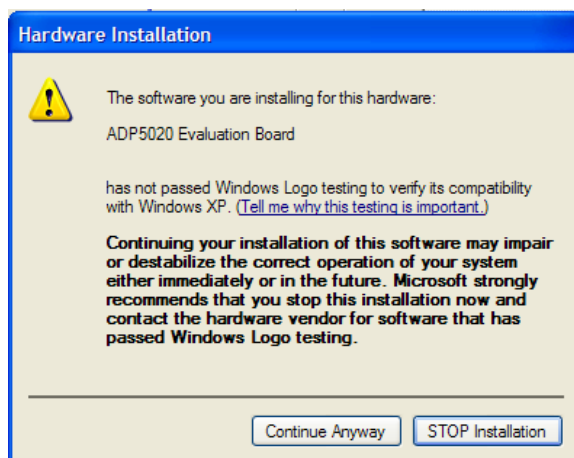 Hardware Installation
The software you are installing for this hardware:
ADP5020 Evaluation Board
has not passed Windows Logo testing to verify its compatibility
with Windows XP. (Tell me why this testing is important.)
Continuing your installation of this software may impair
or destabilize the correct operation of your system
either immediately or in the future. Microsoft strongly
recommends that you stop this installation now and
contact the hardware vendor for software that has
passed Windows Logo testing.
Continue Anyway
STOP Installation